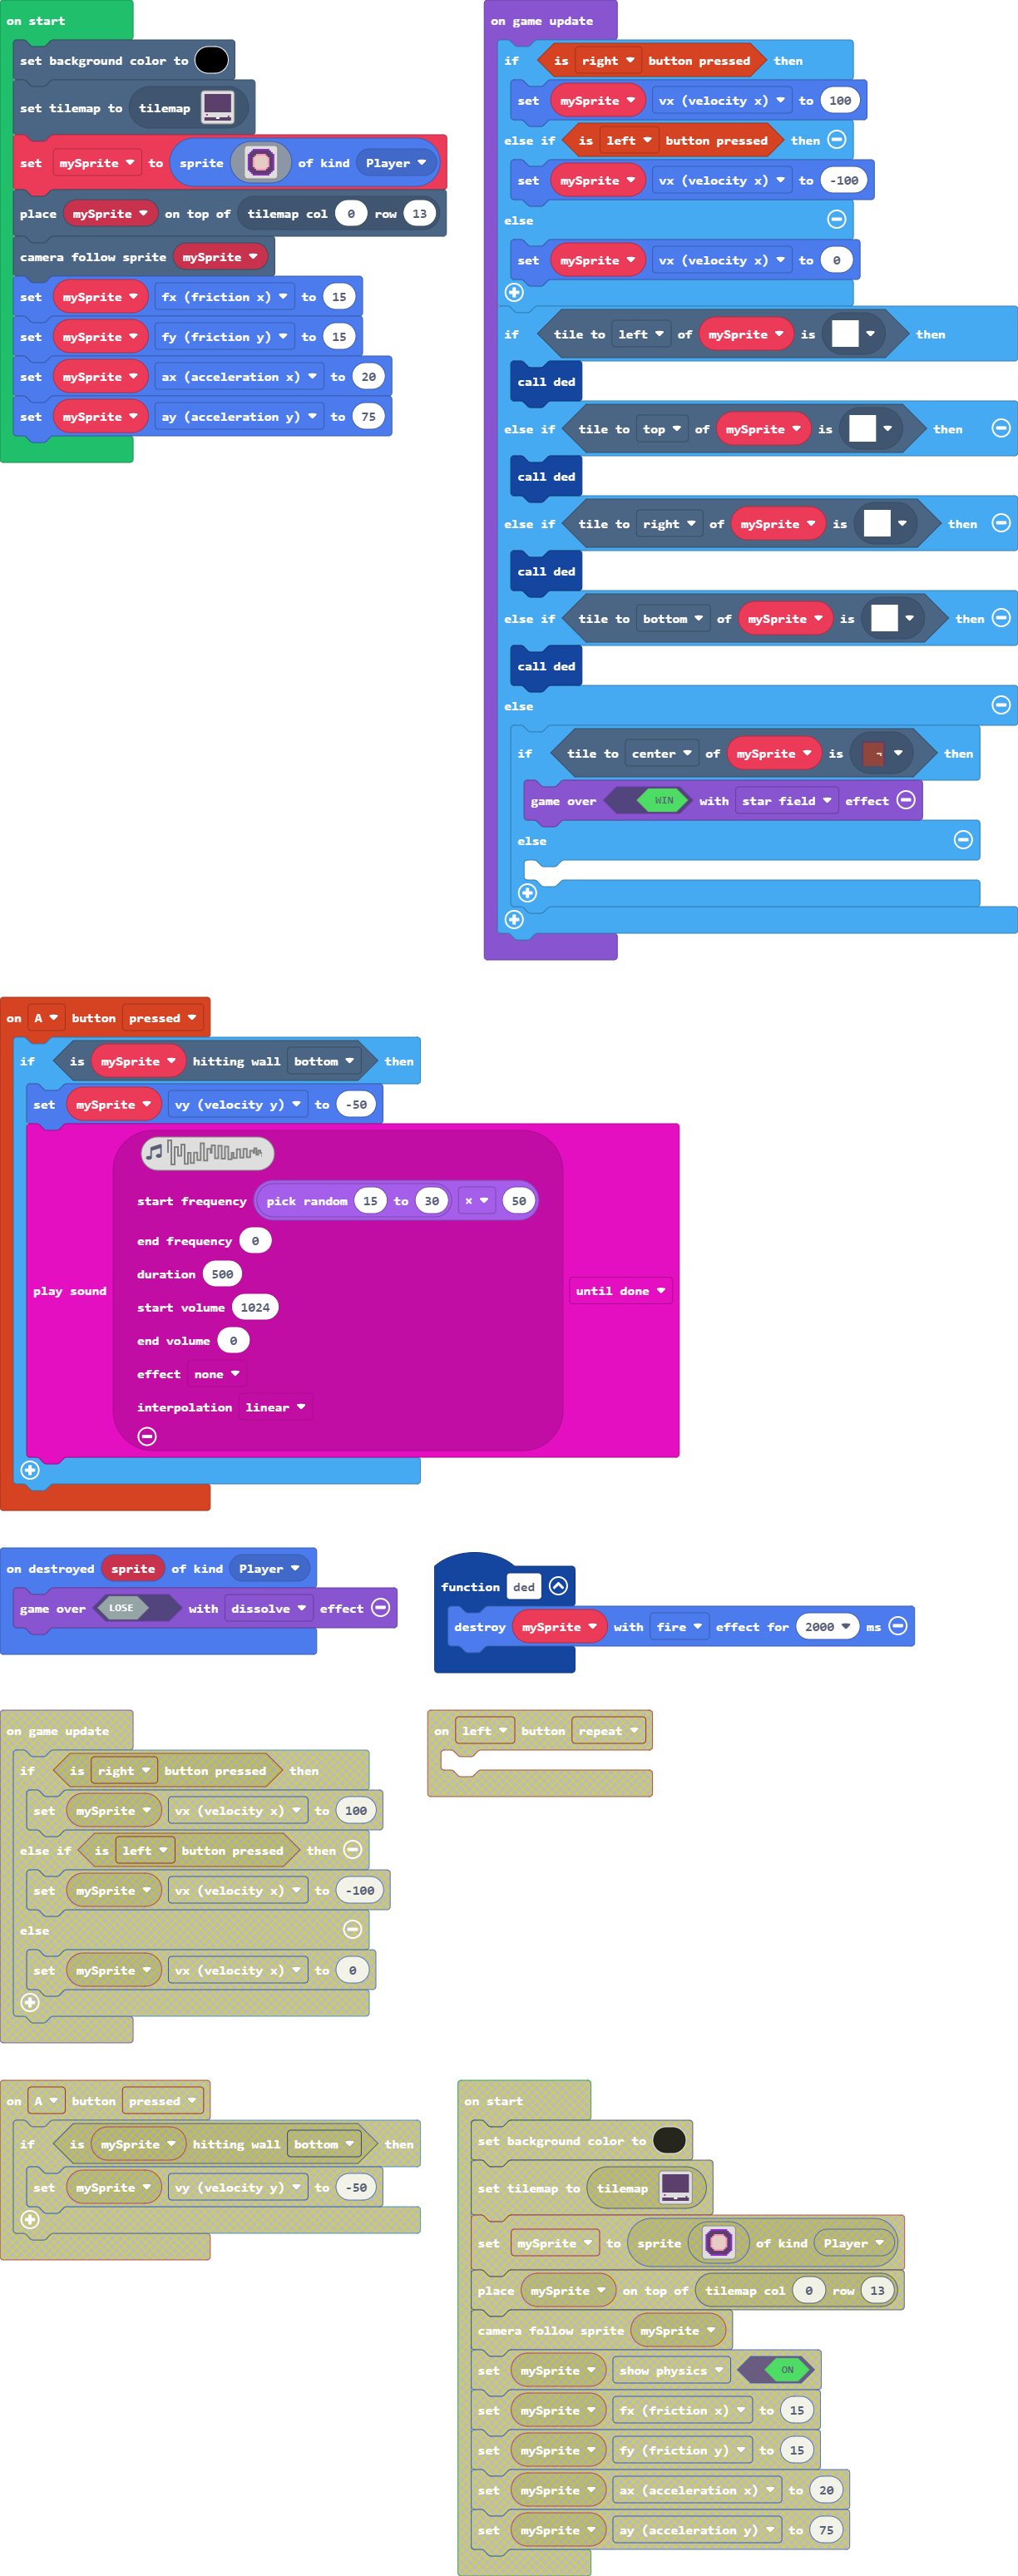 on start
set background color to
set tilemap to tilemap
set mySprite to sprite of kind Player
place mySprite on top of tilemap col 0 row 13
camera follow sprite mySprite
set mySprite fx (friction x) to 15
set mySprite fy (friction y) to 15
set mySprite ax (acceleration x) to 20
set mySprite ay (acceleration y) to 75
on game update
if is right button pressed then
set mySprite vx (velocity x) to 100
else if is left button pressed then
set mySprite vx (velocity x) to -100
else
set mySprite vx (velocity x) to 0
if tile to left of mySprite is then
call ded
else if tile to top of mySprite is then
call ded
else if tile to right of mySprite is then
call ded
else if tile to bottom of mySprite is then
call ded
else
if tile to center of mySprite is then
game over WIN with star field effect
else
on A button pressed
if is mySprite hitting wall bottom then
set mySprite vy (velocity y) to -50
start frequency pick random 15 to 30 × 50
end frequency 0
duration 500
play sound until done
start volume 1024
end volume 0
effect none
interpolation linear
on destroyed sprite of kind Player
game over LOSE with dissolve effect
function ded
destroy mySprite with fire effect for 2000 ms
on game update
if is right button pressed then
set mySprite vx (velocity x) to 100
else if is left button pressed then
set mySprite vx (velocity x) to -100
else
set mySprite vx (velocity x) to 0
on left button repeat
on A button pressed
if is mySprite hitting wall bottom then
set mySprite vy (velocity y) to -50
on start
set background color to
set tilemap to tilemap
set mySprite to sprite of kind Player
place mySprite on top of tilemap col 0 row 13
camera follow sprite mySprite
set mySprite show physics ON
set mySprite fx (friction x) to 15
set mySprite fy (friction y) to 15
set mySprite ax (acceleration x) to 20
set mySprite ay (acceleration y) to 75